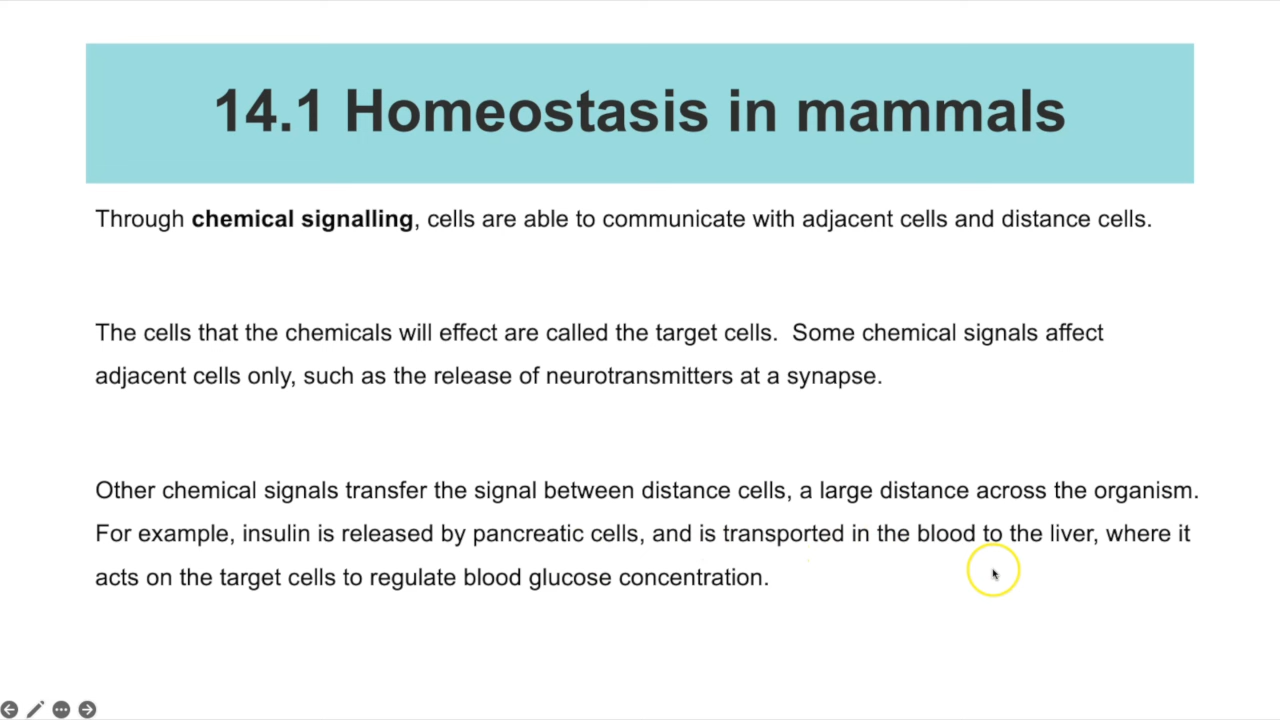 14.1 Homeostasis in mammals
Through chemical signalling, cells are able to communicate with adjacent cells and distance cells.
The cells that the chemicals will effect are called the target cells.  Some chemical signals affect
adjacent cells only, such as the release of neurotransmitters at a synapse.
Other chemical signals transfer the signal between distance cells, a large distance across the organism.
For example, insulin is released by pancreatic cells, and is transported in the blood to the liver, where it
acts on the target cells to regulate blood glucose concentration.